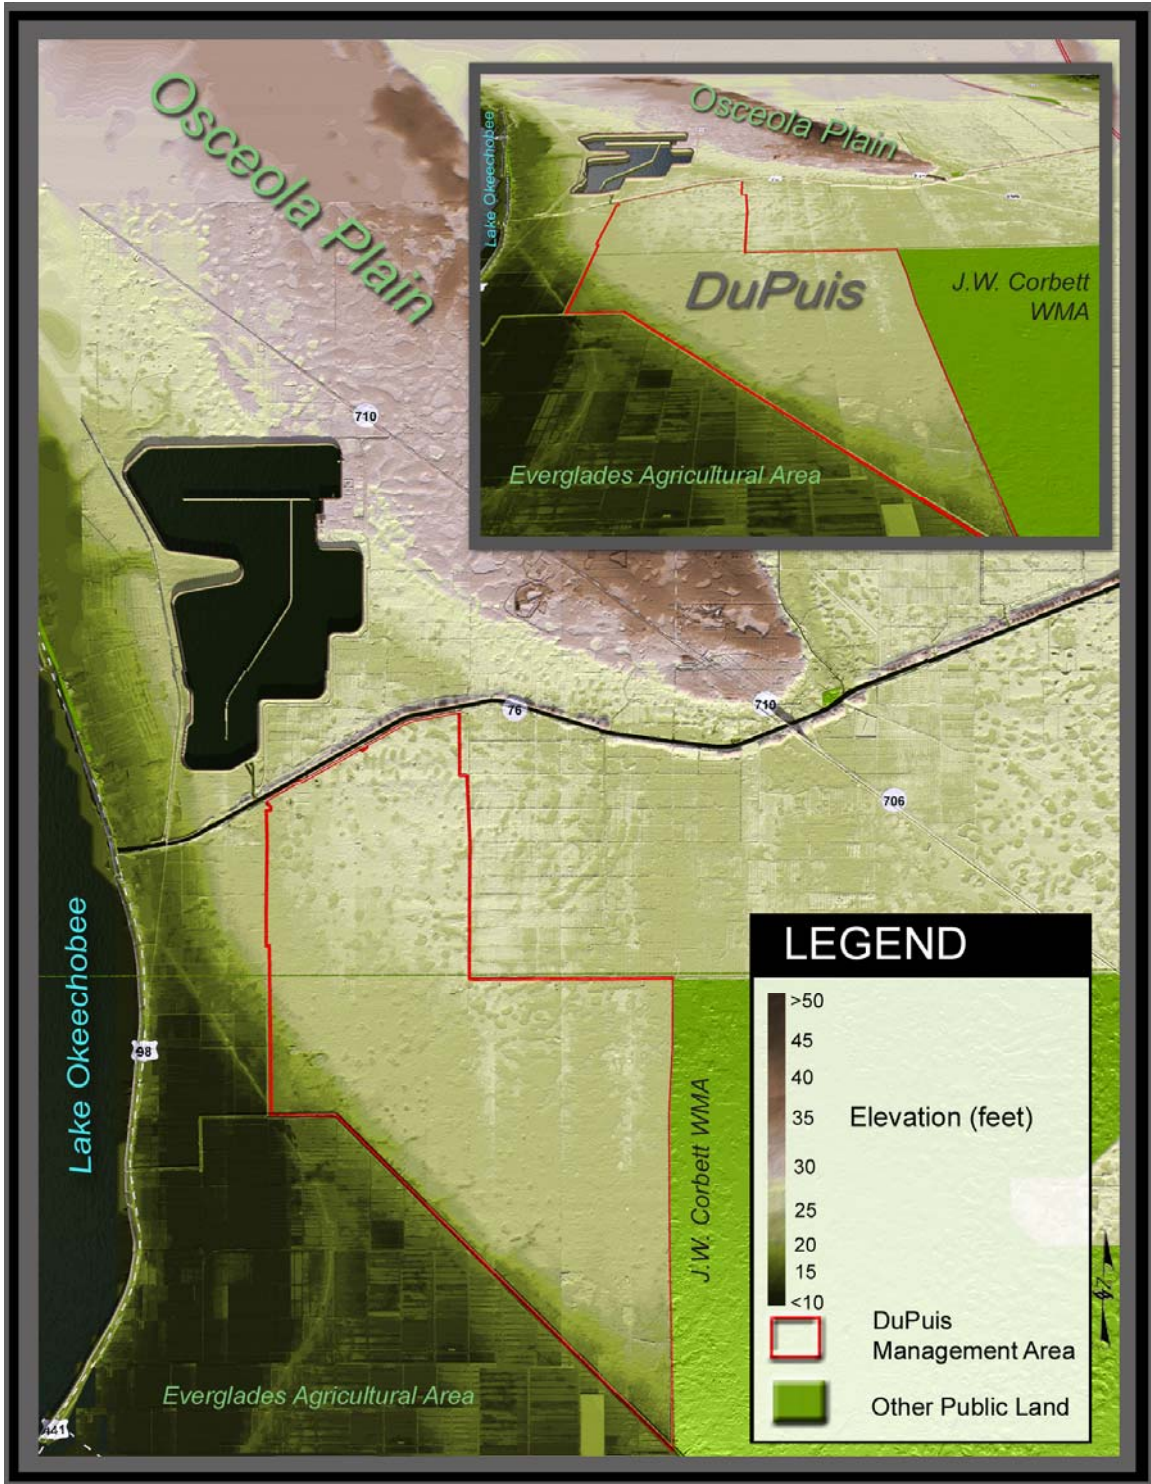 Osceola Plain
Lake Okeechobee
Osceola Plain
DuPuis
J.W. Corbett
WMA
Everglades Agricultural Area
710
76
710
706
Lake Okeechobee
98
J.W. Corbett WMA
Everglades Agricultural Area
441
LEGEND
>50
45
40
35
30
25
20
15
<10
Elevation (feet)
DuPuis
Management Area
Other Public Land